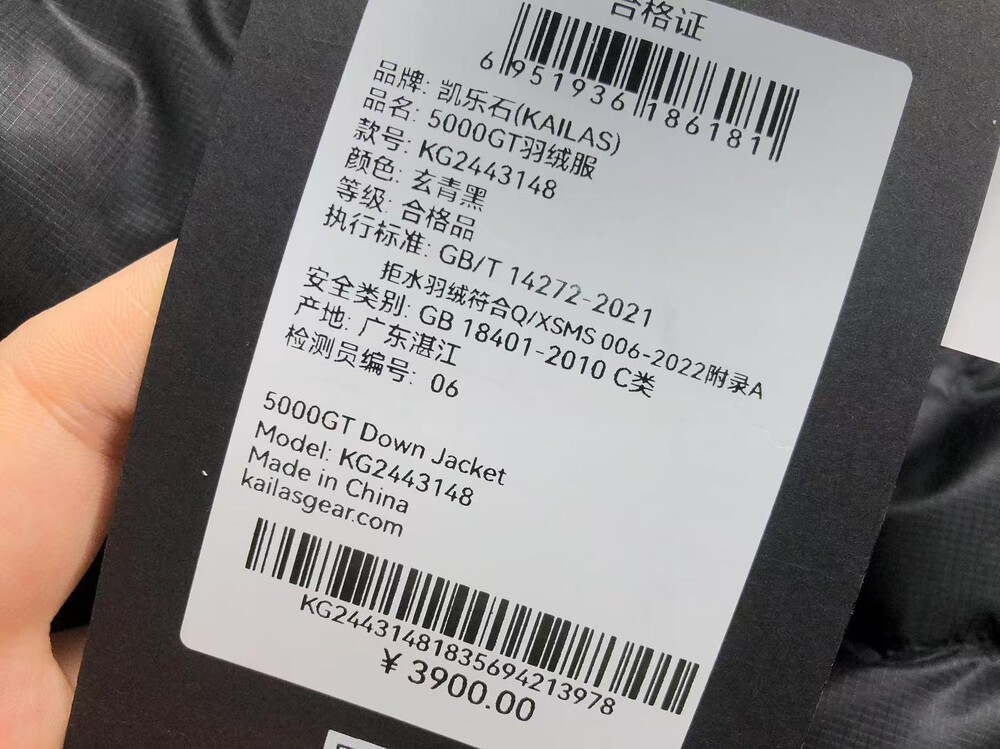 合格证
6 951936 186181
品牌: 凯乐石(KAILAS)
品名: 5000GT羽绒服
款号: KG2443148
颜色: 玄青黑
等级: 合格品
执行标准: GB/T 14272-2021
拒水羽绒符合Q/XSMS 006-2022附录A
安全类别: GB 18401-2010 C类
产地: 广东湛江
检测员编号: 06
5000GT Down Jacket
Model: KG2443148
Made in China
kailasgear.com
KG24431481835694213978
¥ 3900.00